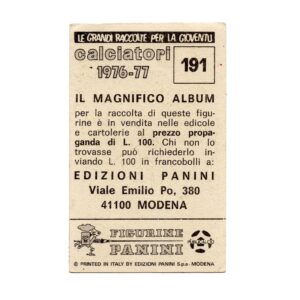 LE GRANDI RACCOLTE PER LA GIOVENTU
calciatori
1976-77
191
IL MAGNIFICO ALBUM
per la raccolta di queste figu-
rine è in vendita nelle edicole
e cartolerie al prezzo propa-
ganda di L. 100. Chi non lo
trovasse può richiederlo in-
viando L. 100 in francobolli a:
EDIZIONI PANINI
Viale Emilio Po, 380
41100 MODENA
FIGURINE
PANINI
© PRINTED IN ITALY BY EDIZIONI PANINI S.p.a - MODENA